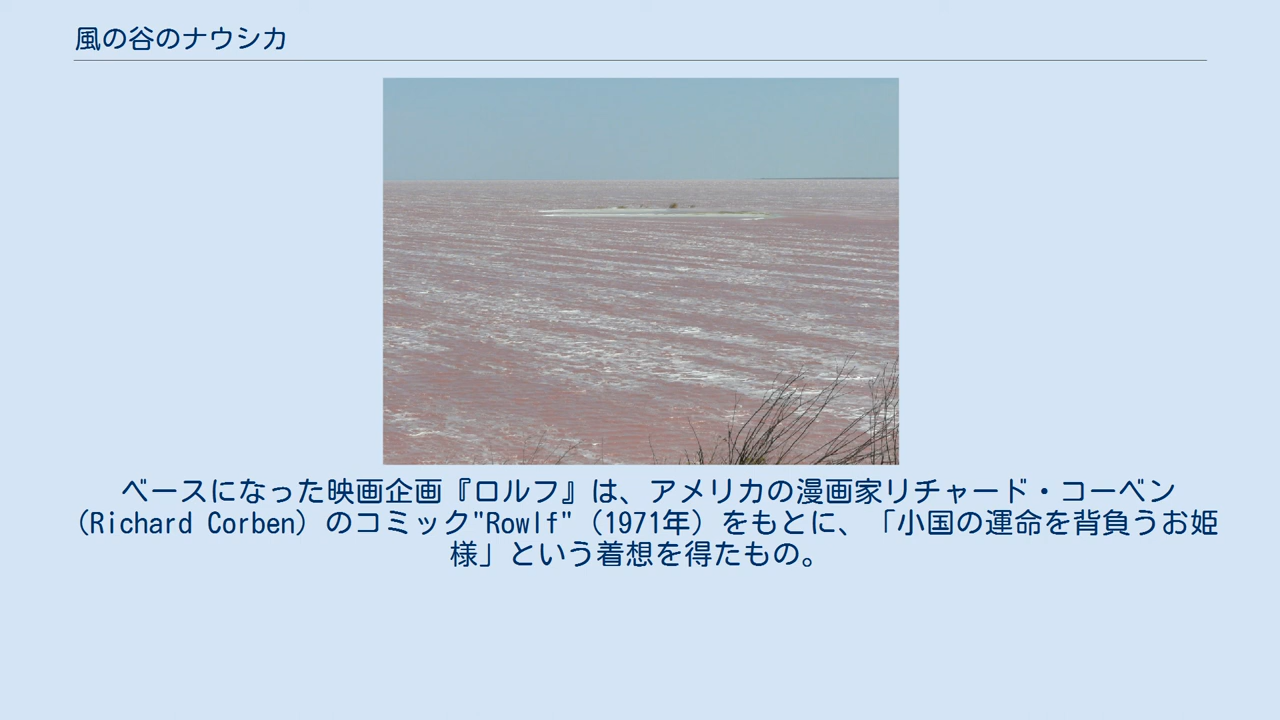 風の谷のナウシカ
ベースになった映画企画『ロルフ』は、アメリカの漫画家リチャード・コーベン
（Richard Corben）のコミック"Rowlf"（1971年）をもとに、「小国の運命を背負うお姫
様」という着想を得たもの。